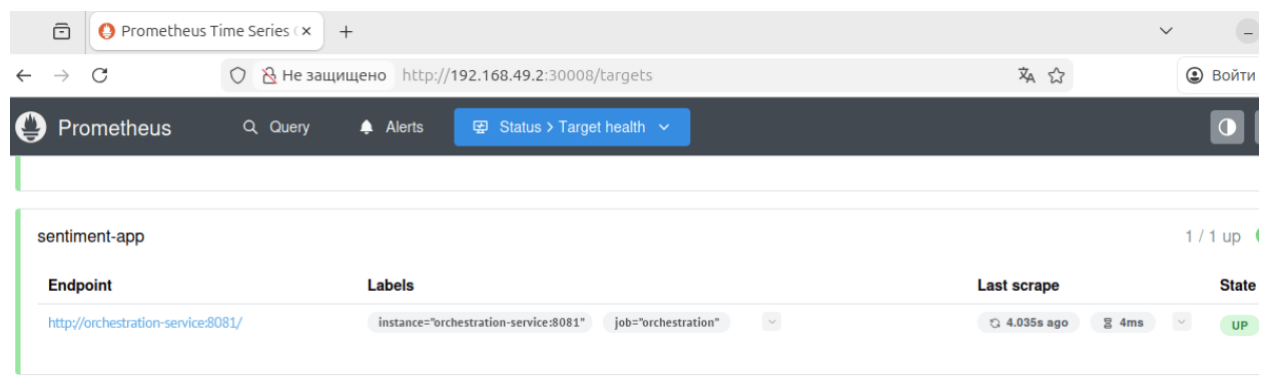 Prometheus Time Series
Не защищено http://192.168.49.2:30008/targets Войти
Prometheus Query Alerts Status > Target health
sentiment-app 1 / 1 up
Endpoint Labels Last scrape State
http://orchestration-service:8081/ instance="orchestration-service:8081" job="orchestration" 4.035s ago 4ms UP